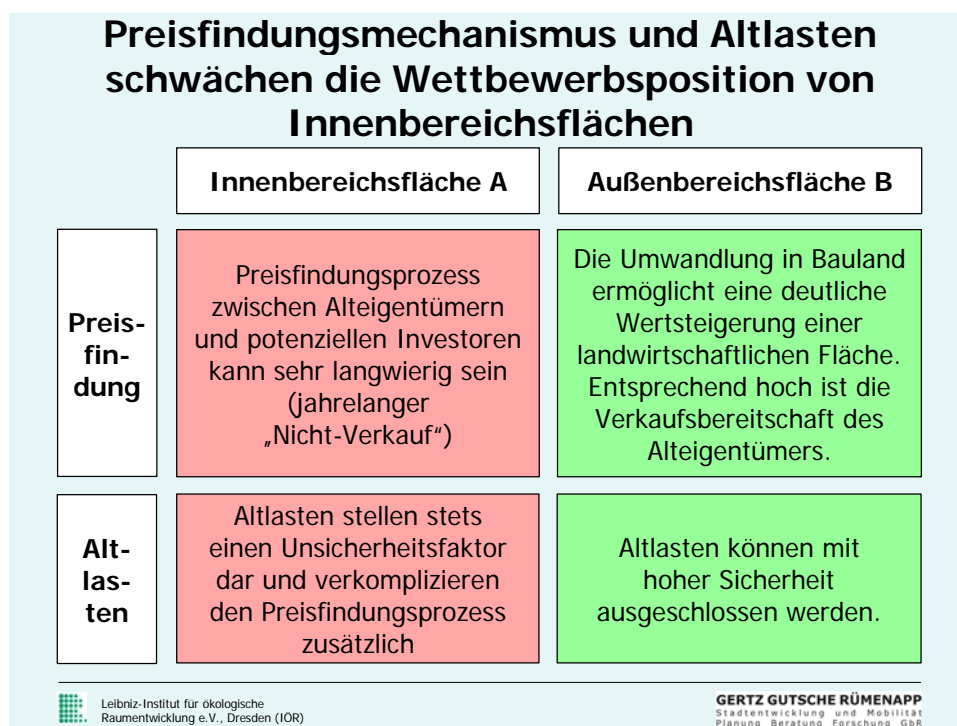 Preisfindungsmechanismus und Altlasten
schwächen die Wettbewerbsposition von
Innenbereichsflächen
Innenbereichsfläche A
Außenbereichsfläche B
Preis-
fin-
dung
Preisfindungsprozess
zwischen Alteigentümern
und potenziellen Investoren
kann sehr langwierig sein
(jahrelanger
„Nicht-Verkauf“)
Die Umwandlung in Bauland
ermöglicht eine deutliche
Wertsteigerung einer
landwirtschaftlichen Fläche.
Entsprechend hoch ist die
Verkaufsbereitschaft des
Alteigentümers.
Alt-
las-
ten
Altlasten stellen stets
einen Unsicherheitsfaktor
dar und verkomplizieren
den Preisfindungsprozess
zusätzlich
Altlasten können mit
hoher Sicherheit
ausgeschlossen werden.
Leibniz-Institut für ökologische
Raumentwicklung e.V., Dresden (IÖR)
GERTZ GUTSCHE RÜMENAPP
Stadtentwicklung und Mobilität
Planung Beratung Forschung GbR